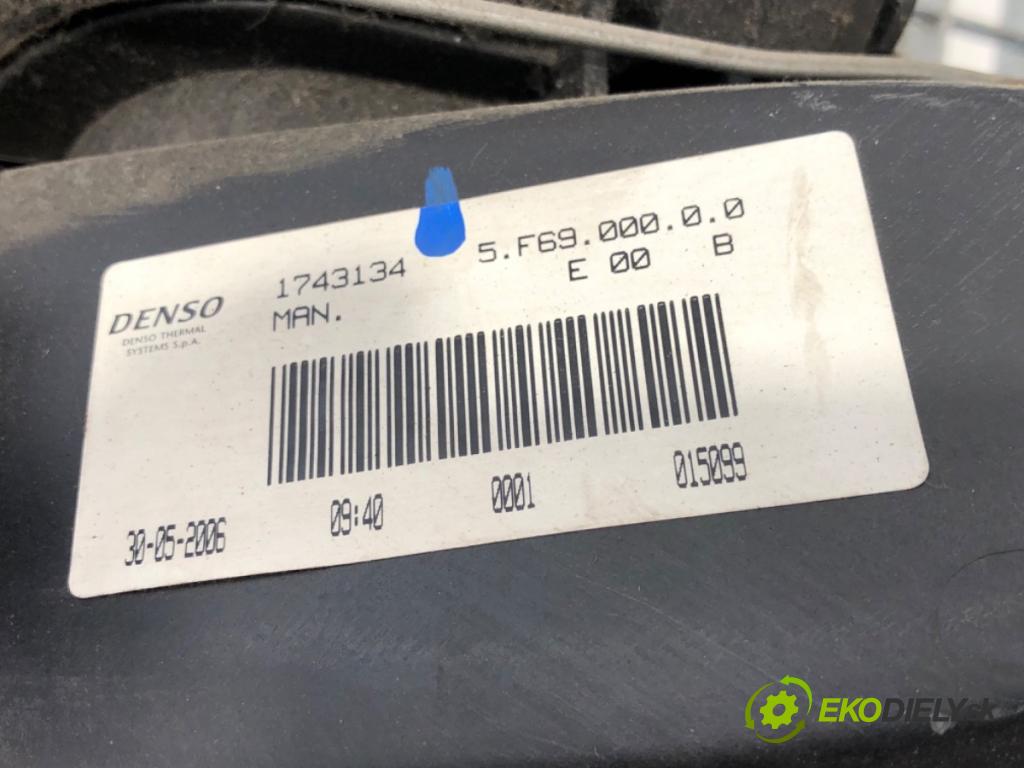 DENSO
DENSO THERMAL
SYSTEMS S.p.A.
1743134 5.F69.000.0.0
MAN. E 00 B
30-05-2006 09:40 0001 015099
EKODIELY.sk